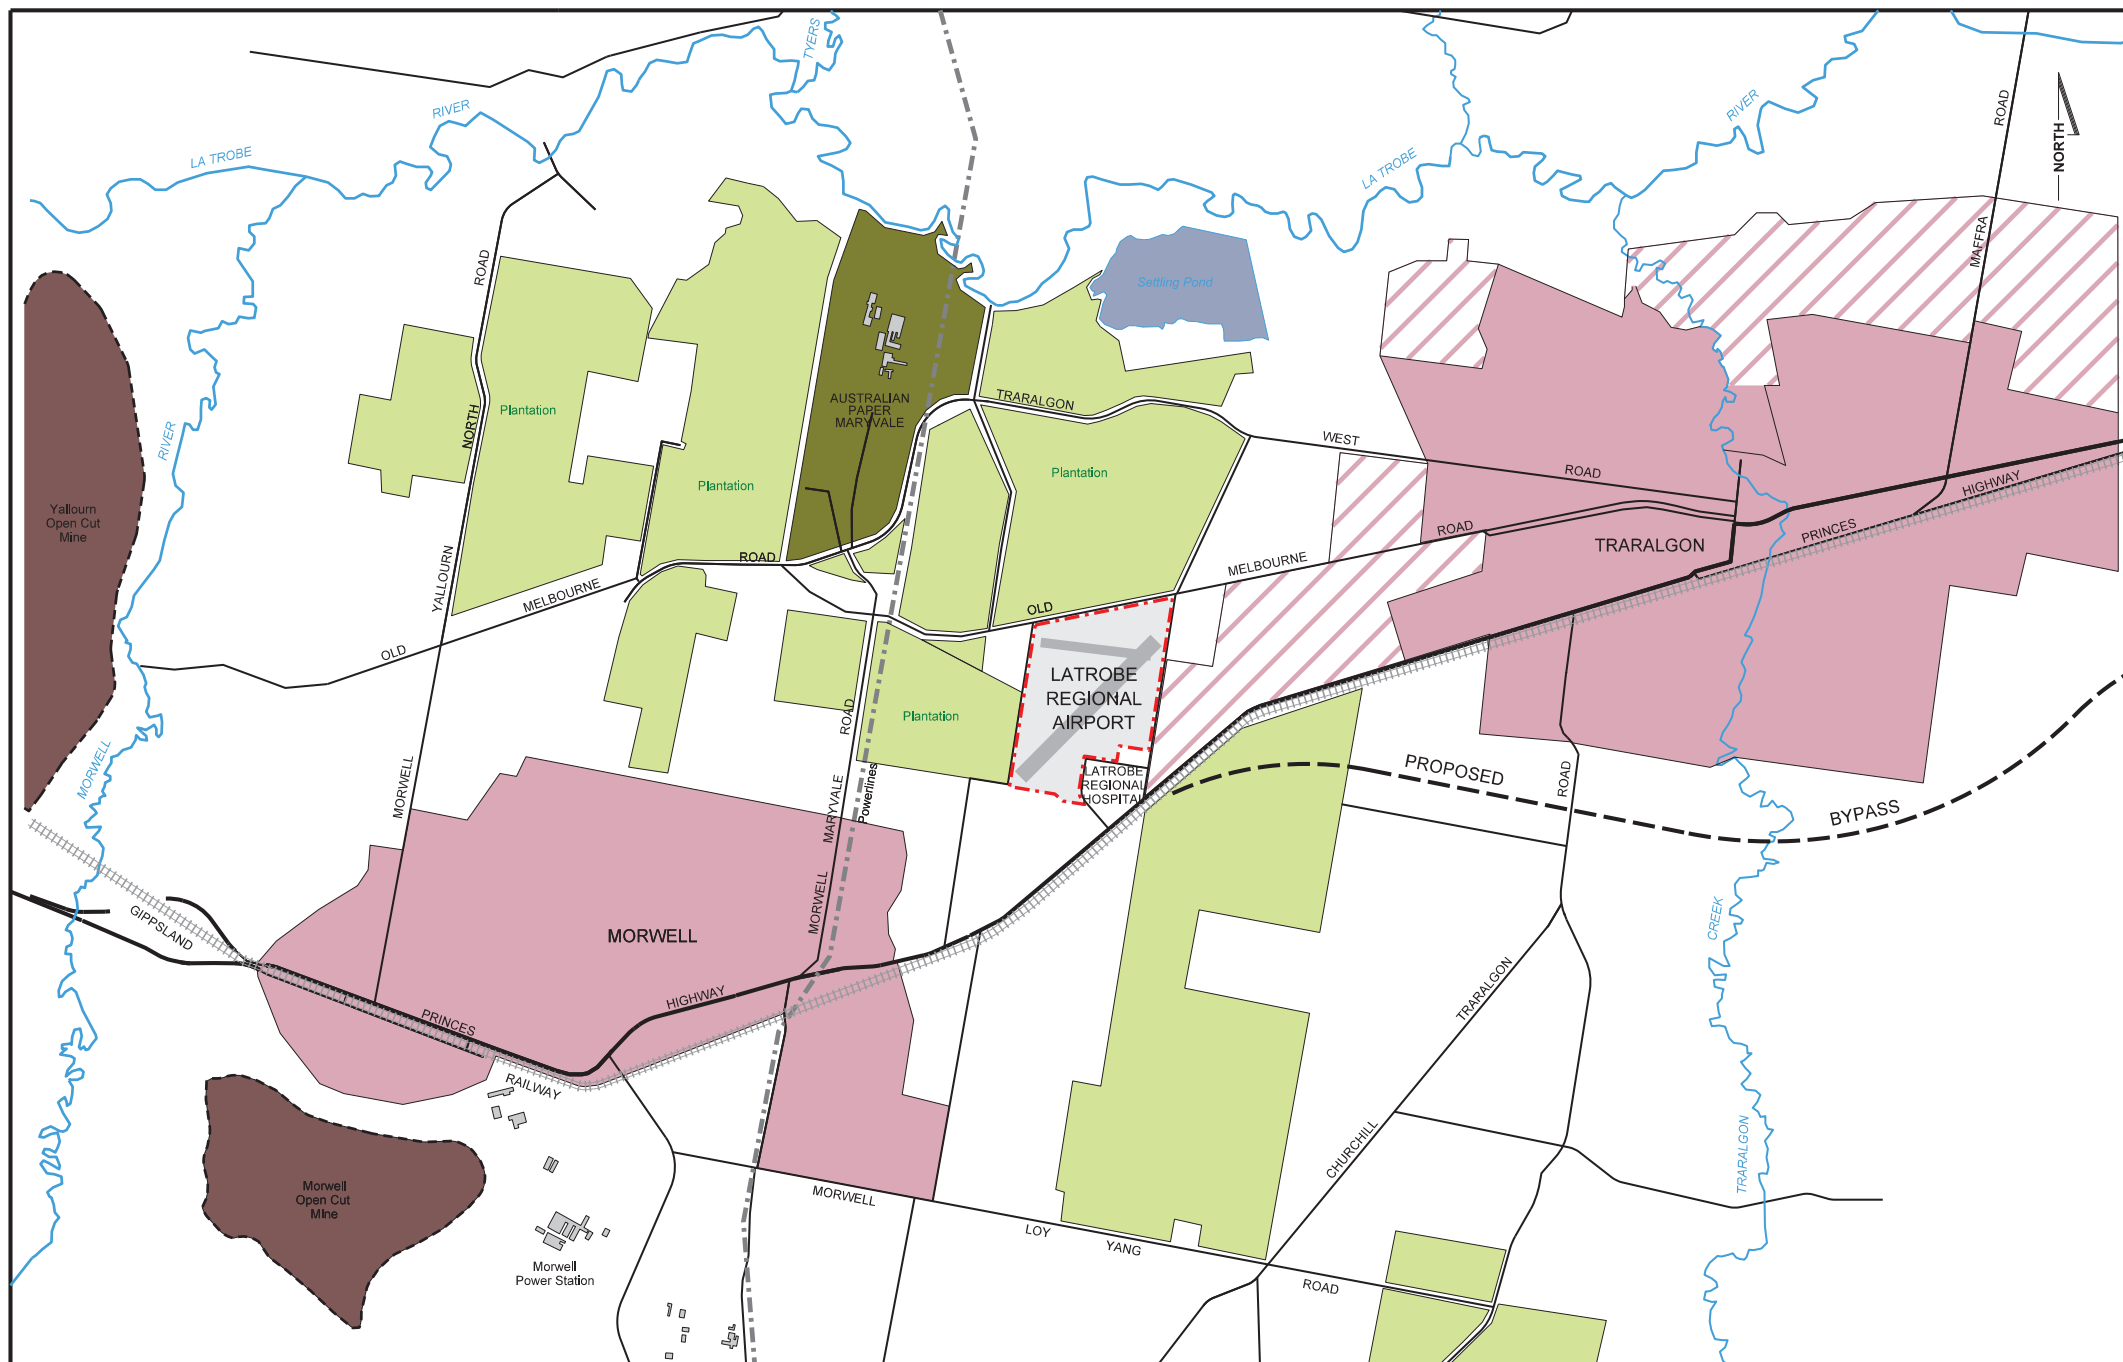 TYERS
RIVER
LA TROBE
RIVER
LA TROBE
ROAD
NORTH
MAFFRA
ROAD
Settling Pond
AUSTRALIAN
PAPER
MARYVALE
TRARALGON
WEST
ROAD
NORTH
Plantation
Plantation
Plantation
RIVER
Yallourn
Open Cut
Mine
YALLOURN
ROAD
MELBOURNE
OLD
OLD
MELBOURNE
ROAD
TRARALGON
PRINCES
HIGHWAY
LATROBE
REGIONAL
AIRPORT
Plantation
ROAD
Powerlines
MARYVALE
MORWELL
MORWELL
MORWELL
LATROBE
REGIONAL
HOSPITAL
PROPOSED
BYPASS
ROAD
GIPPSLAND
MORWELL
HIGHWAY
PRINCES
RAILWAY
CREEK
TRARALGON
TRARALGON
CHURCHILL
Morwell
Open Cut
Mine
Morwell
Power Station
MORWELL
LOY
YANG
ROAD
ROAD